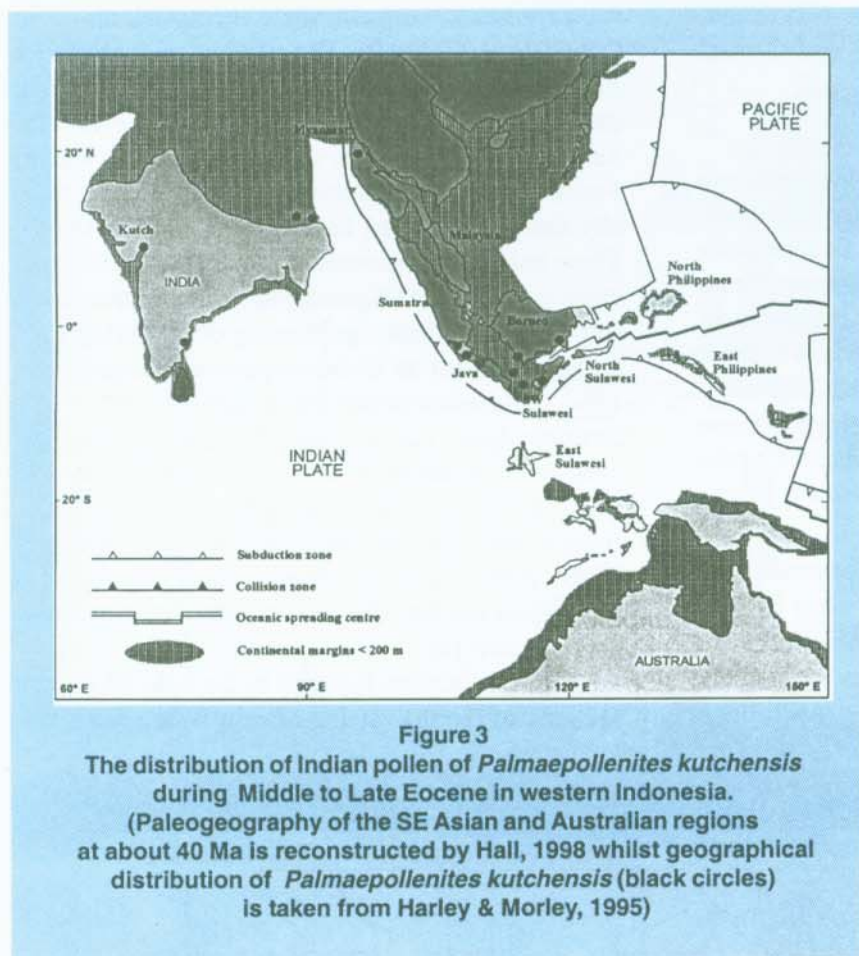 PACIFIC
PLATE
Myanmar
20° N
Kutch
Malaysia
INDIA
North
Philippines
Sumatra
Borneo
0°
Java
North
Sulawesi
East
Philippines
W
Sulawesi
INDIAN
PLATE
East
Sulawesi
20° S
Subduction zone
Collision zone
Oceanic spreading centre
Continental margins < 200 m
AUSTRALIA
60° E
90° E
120° E
150° E
Figure 3
The distribution of Indian pollen of Palmaepollenites kutchensis
during Middle to Late Eocene in western Indonesia.
(Paleogeography of the SE Asian and Australian regions
at about 40 Ma is reconstructed by Hall, 1998 whilst geographical
distribution of Palmaepollenites kutchensis (black circles)
is taken from Harley & Morley, 1995)